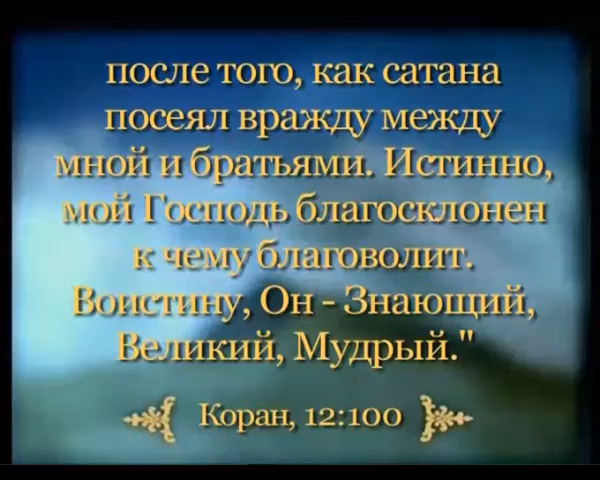 после того, как сатана
посеял вражду между
мной и братьями. Истинно,
мой Господь благосклонен
к чему благоволит.
Воистину, Он - Знающий,
Великий, Мудрый."
Коран, 12:100